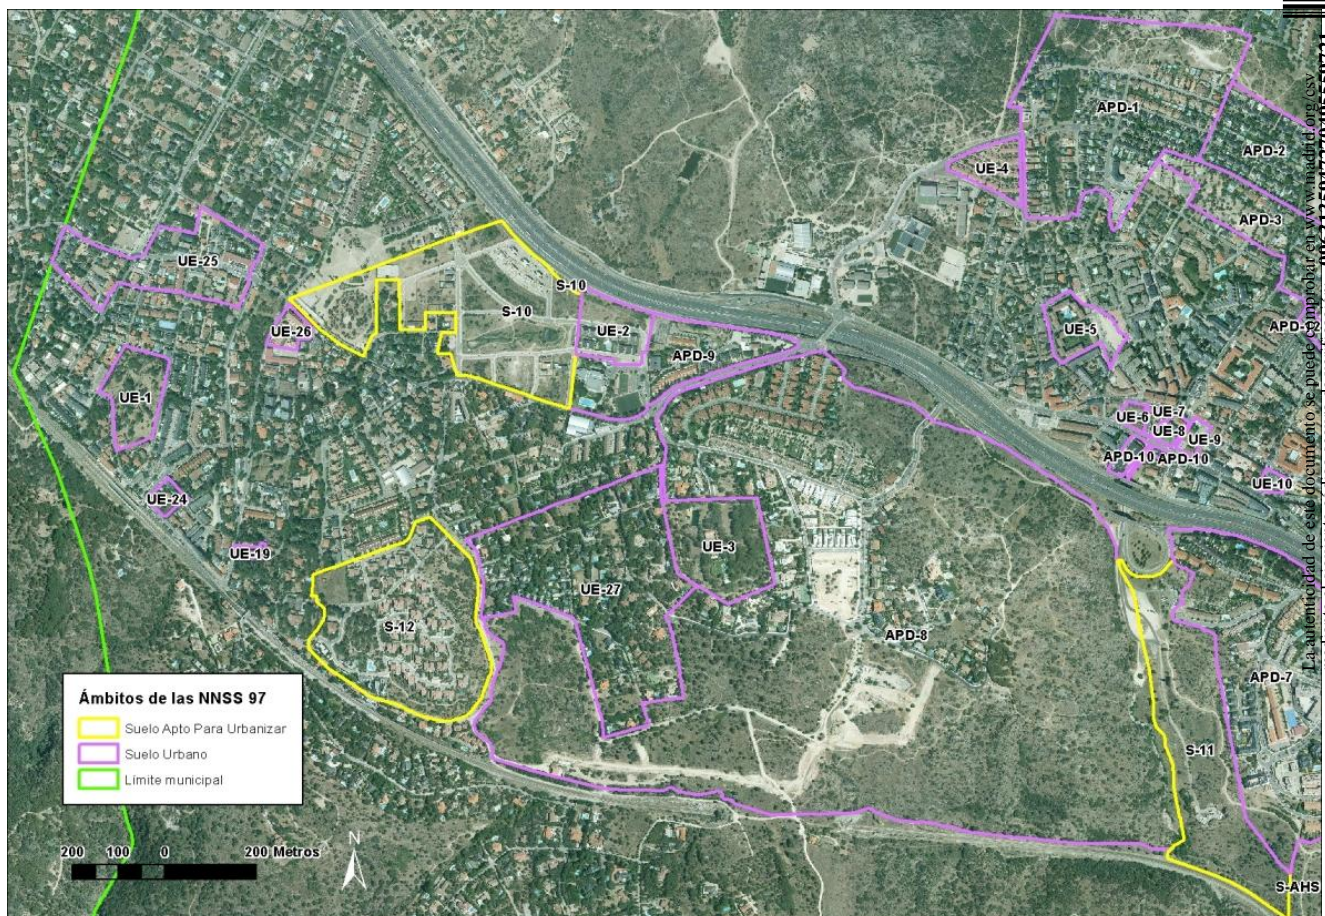 APD-1
APD-2
UE-4
APD-3
UE-25
S-10
S-10
UE-26
UE-2
UE-5
APD-9
UE-1
UE-6
UE-7
UE-8
UE-9
APD-10
APD-10
UE-10
UE-24
UE-19
UE-3
UE-27
S-12
APD-8
APD-7
S-11
S-AHS
Ámbitos de las NNSS 97
Suelo Apto Para Urbanizar
Suelo Urbano
Límite municipal
N
200 100 0 200 Metros
La autenticidad de este documento se puede comprobar en www.madrid.org/csv